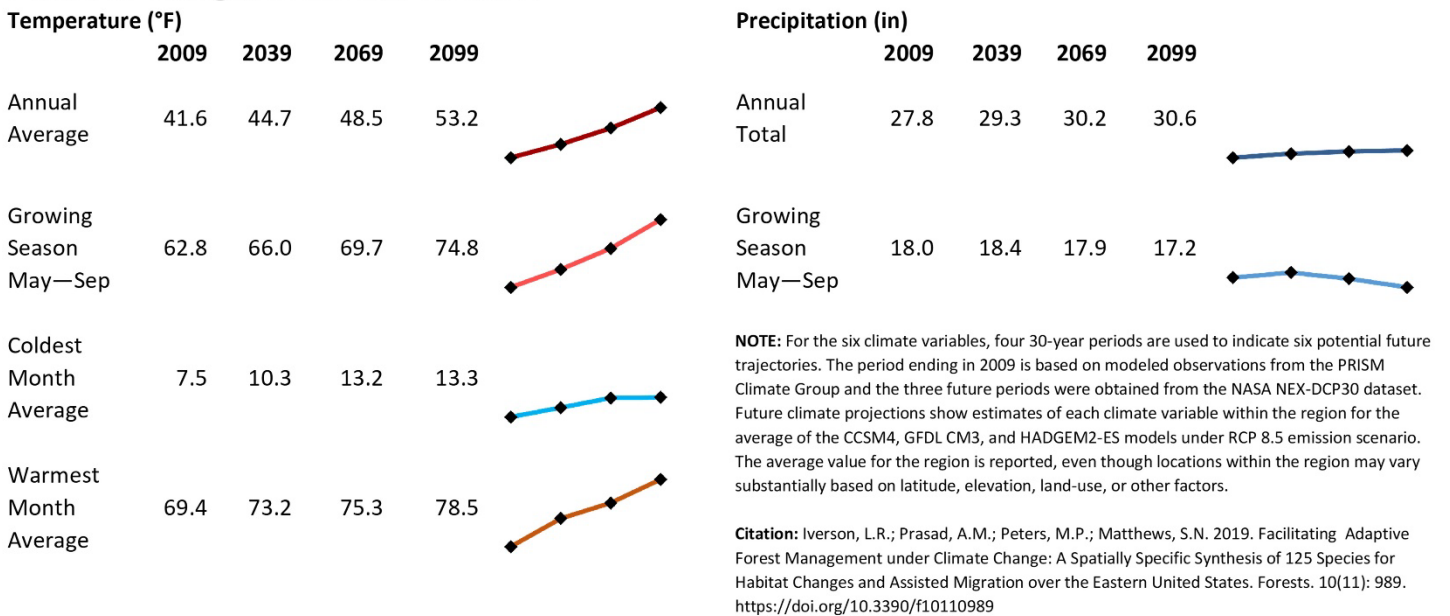 Temperature (°F)
2009 2039 2069 2099
Annual
Average
41.6 44.7 48.5 53.2
Growing
Season
May—Sep
62.8 66.0 69.7 74.8
Coldest
Month
Average
7.5 10.3 13.2 13.3
Warmest
Month
Average
69.4 73.2 75.3 78.5
Precipitation (in)
2009 2039 2069 2099
Annual
Total
27.8 29.3 30.2 30.6
Growing
Season
May—Sep
18.0 18.4 17.9 17.2
NOTE: For the six climate variables, four 30-year periods are used to indicate six potential future
trajectories. The period ending in 2009 is based on modeled observations from the PRISM
Climate Group and the three future periods were obtained from the NASA NEX-DCP30 dataset.
Future climate projections show estimates of each climate variable within the region for the
average of the CCSM4, GFDL CM3, and HADGEM2-ES models under RCP 8.5 emission scenario.
The average value for the region is reported, even though locations within the region may vary
substantially based on latitude, elevation, land-use, or other factors.
Citation: Iverson, L.R.; Prasad, A.M.; Peters, M.P.; Matthews, S.N. 2019. Facilitating Adaptive
Forest Management under Climate Change: A Spatially Specific Synthesis of 125 Species for
Habitat Changes and Assisted Migration over the Eastern United States. Forests. 10(11): 989.
https://doi.org/10.3390/f10110989